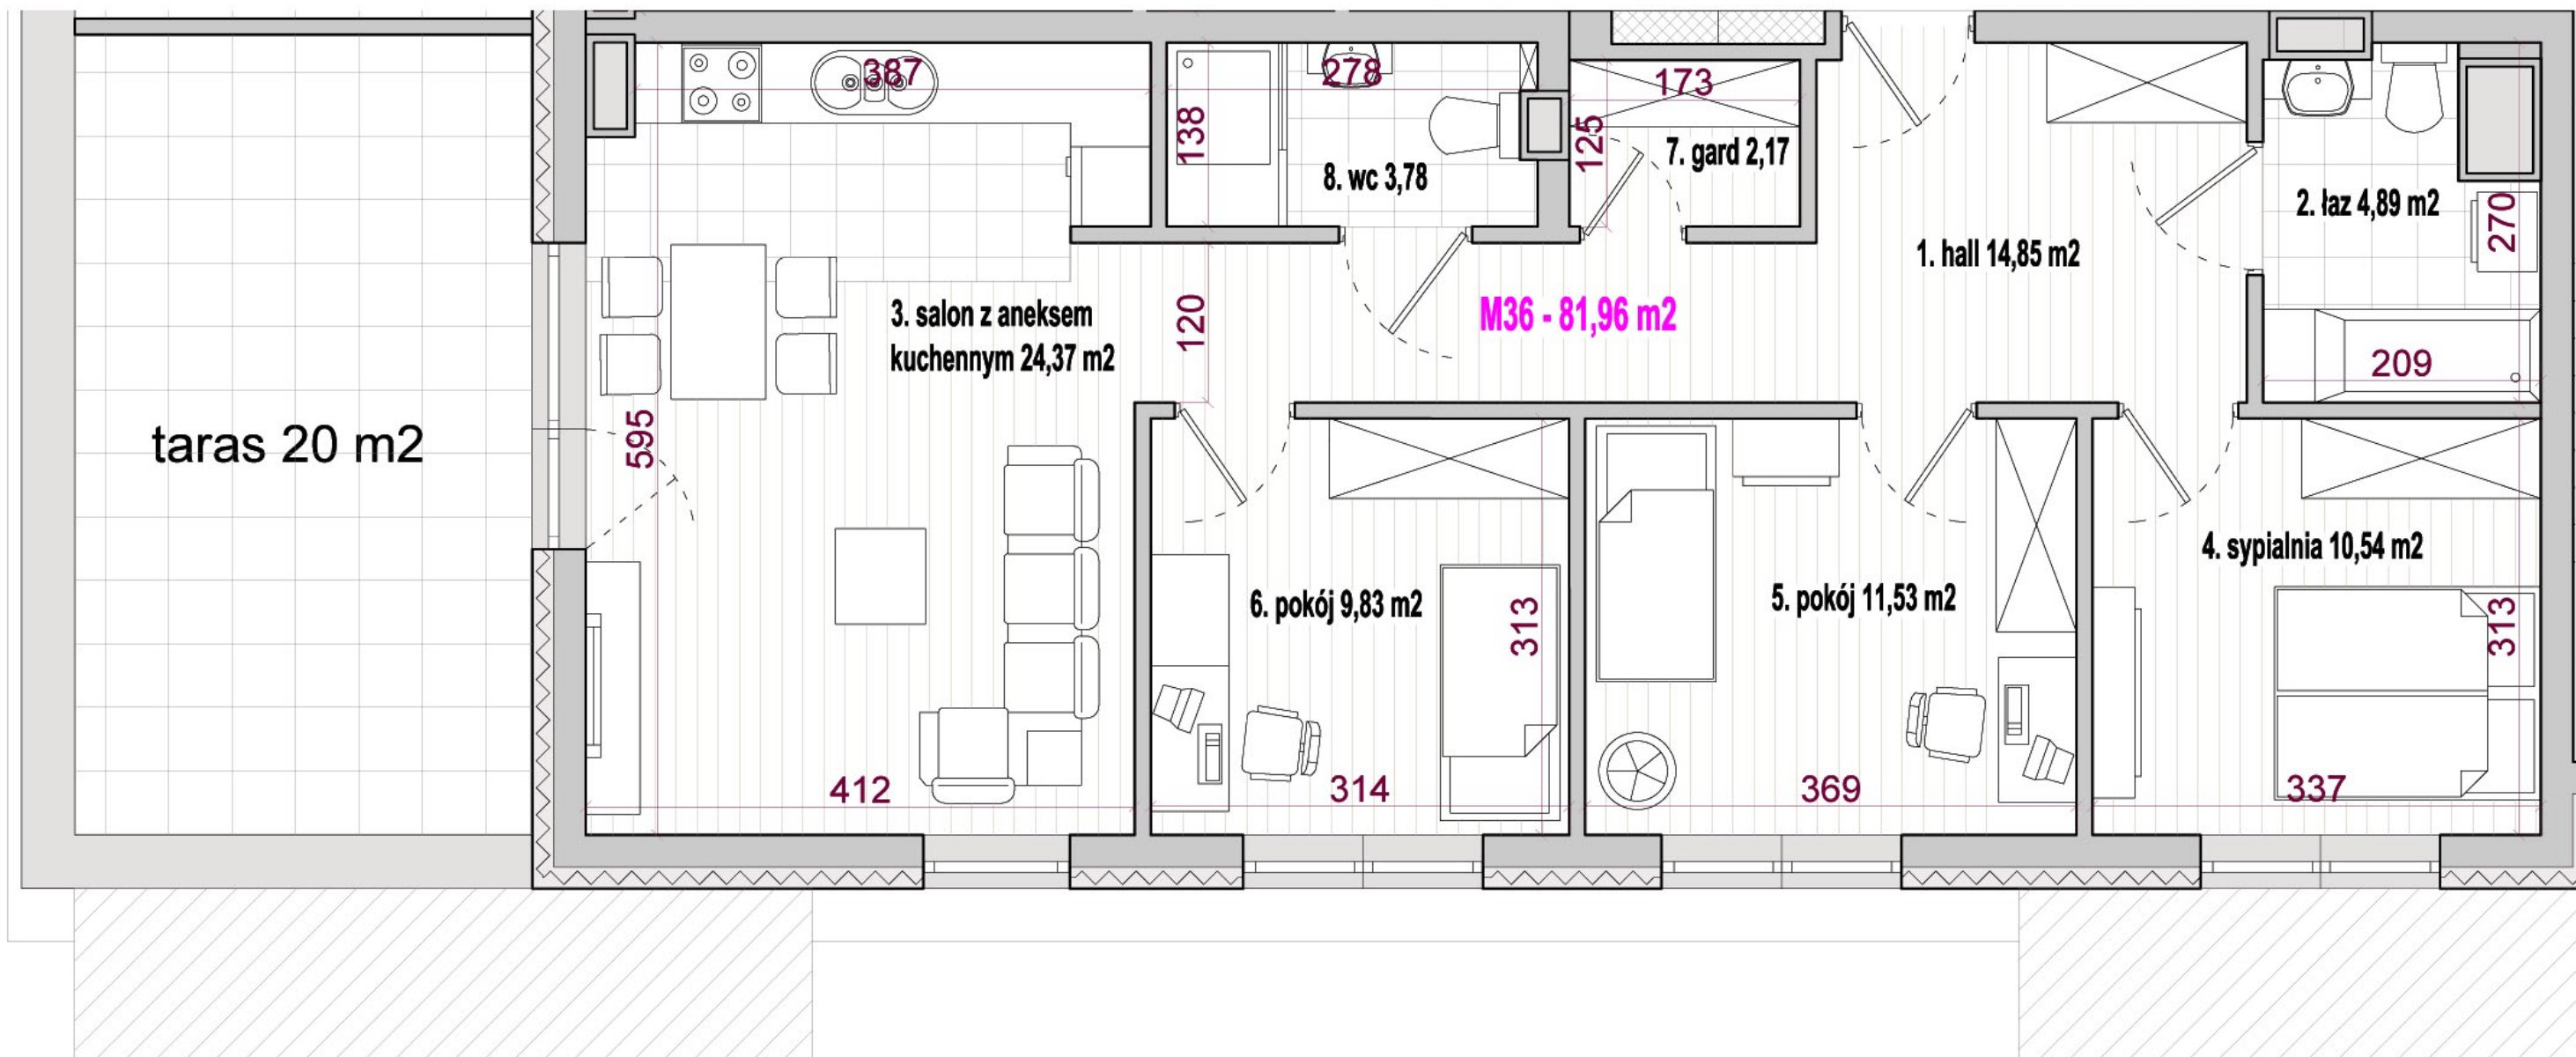 387
278
173
138
125
8. wc 3,78
7. gard 2,17
2. łaz 4,89 m2
270
1. hall 14,85 m2
3. salon z aneksem
kuchennym 24,37 m2
120
M36 - 81,96 m2
209
taras 20 m2
595
4. sypialnia 10,54 m2
6. pokój 9,83 m2
313
5. pokój 11,53 m2
313
412
314
369
337